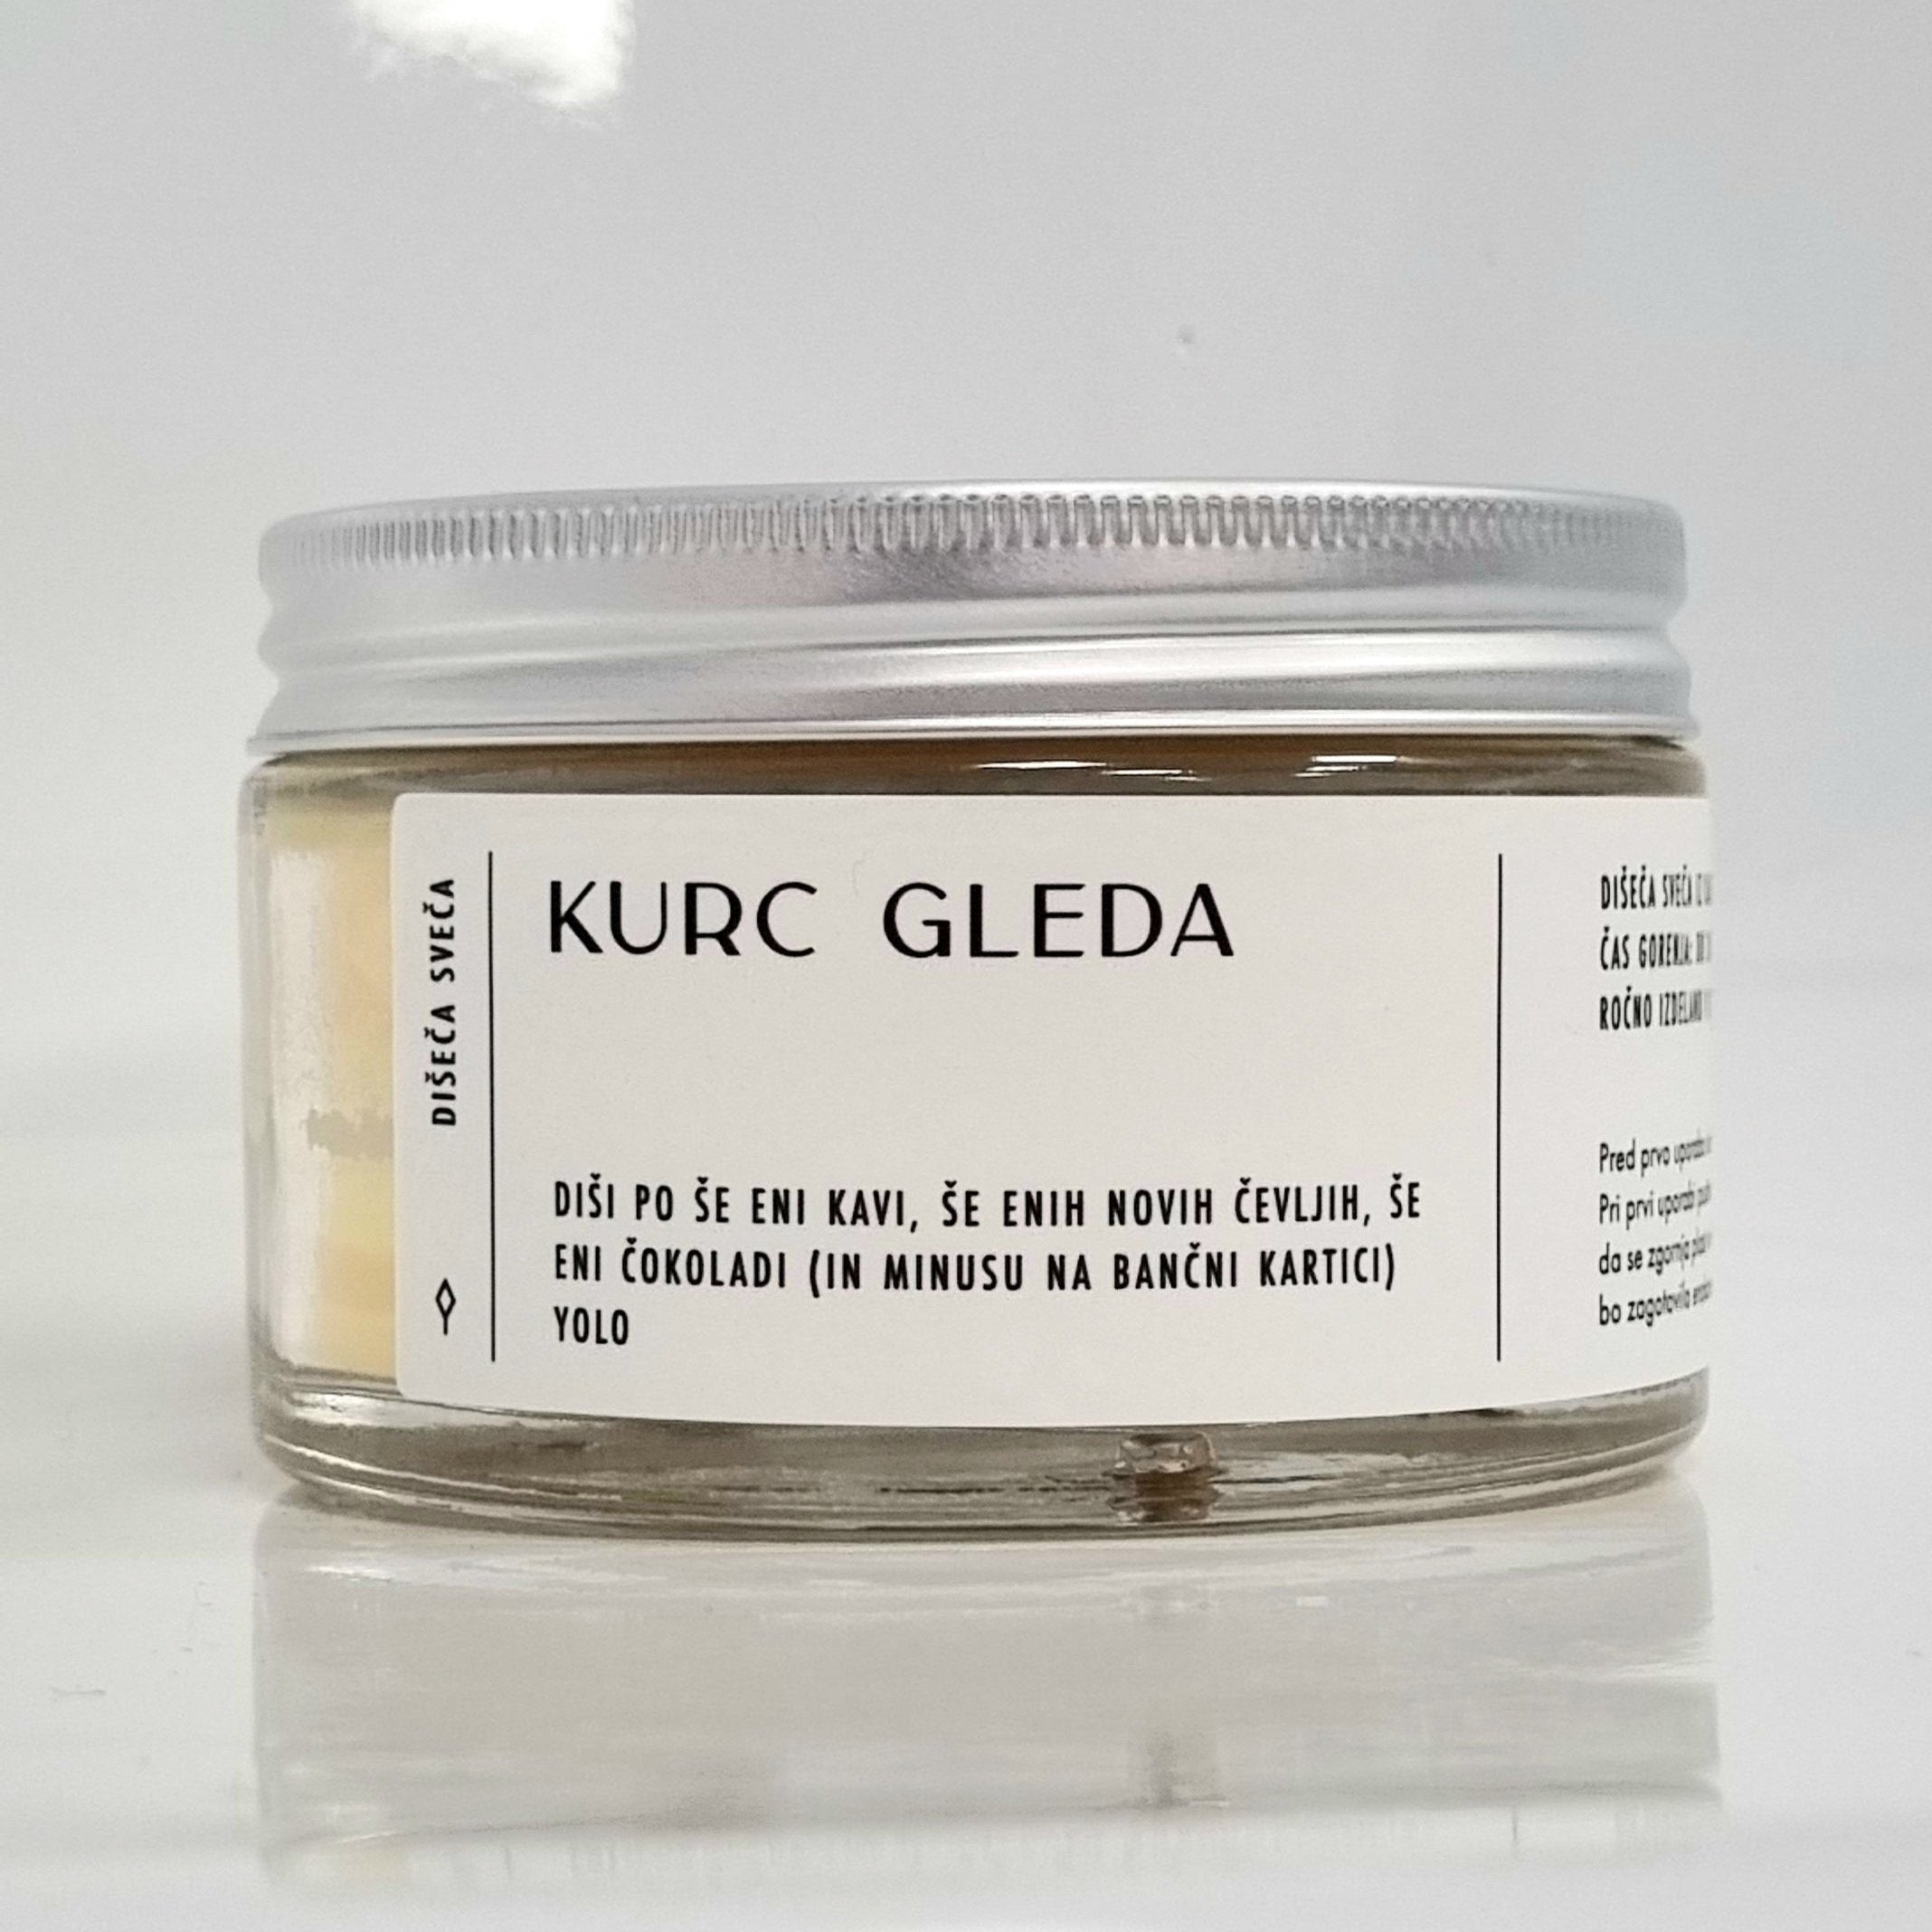 DIŠEČA SVEČA
KURC GLEDA
DIŠI PO ŠE ENI KAVI, ŠE ENIH NOVIH ČEVLJIH, ŠE
ENI ČOKOLADI (IN MINUSU NA BANČNI KARTICI)
YOLO
DIŠEČA SVEČA IZ
ČAS GORENJA: DO
ROČNO IZDELANO
Pred prvo uporabo
Pri prvi uporabi
da se zgornja
bo zagotovila